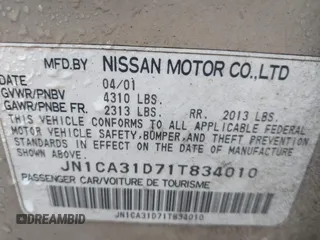 MFD.BY NISSAN MOTOR CO., LTD
DATE 04/01
GVWR/PNBV 4310 LBS.
GAWR/PNBE FR. 2313 LBS. RR. 2013 LBS.
THIS VEHICLE CONFORMS TO ALL APPLICABLE FEDERAL
MOTOR VEHICLE SAFETY, BUMPER, AND THEFT PREVENTION
STANDARDS IN EFFECT ON THE DATE OF MANUFACTURE
SHOWN ABOVE.
JN1CA31D71T834010
PASSENGER CAR/VOITURE DE TOURISME
JN1CA31D71T834010
DREAMBID